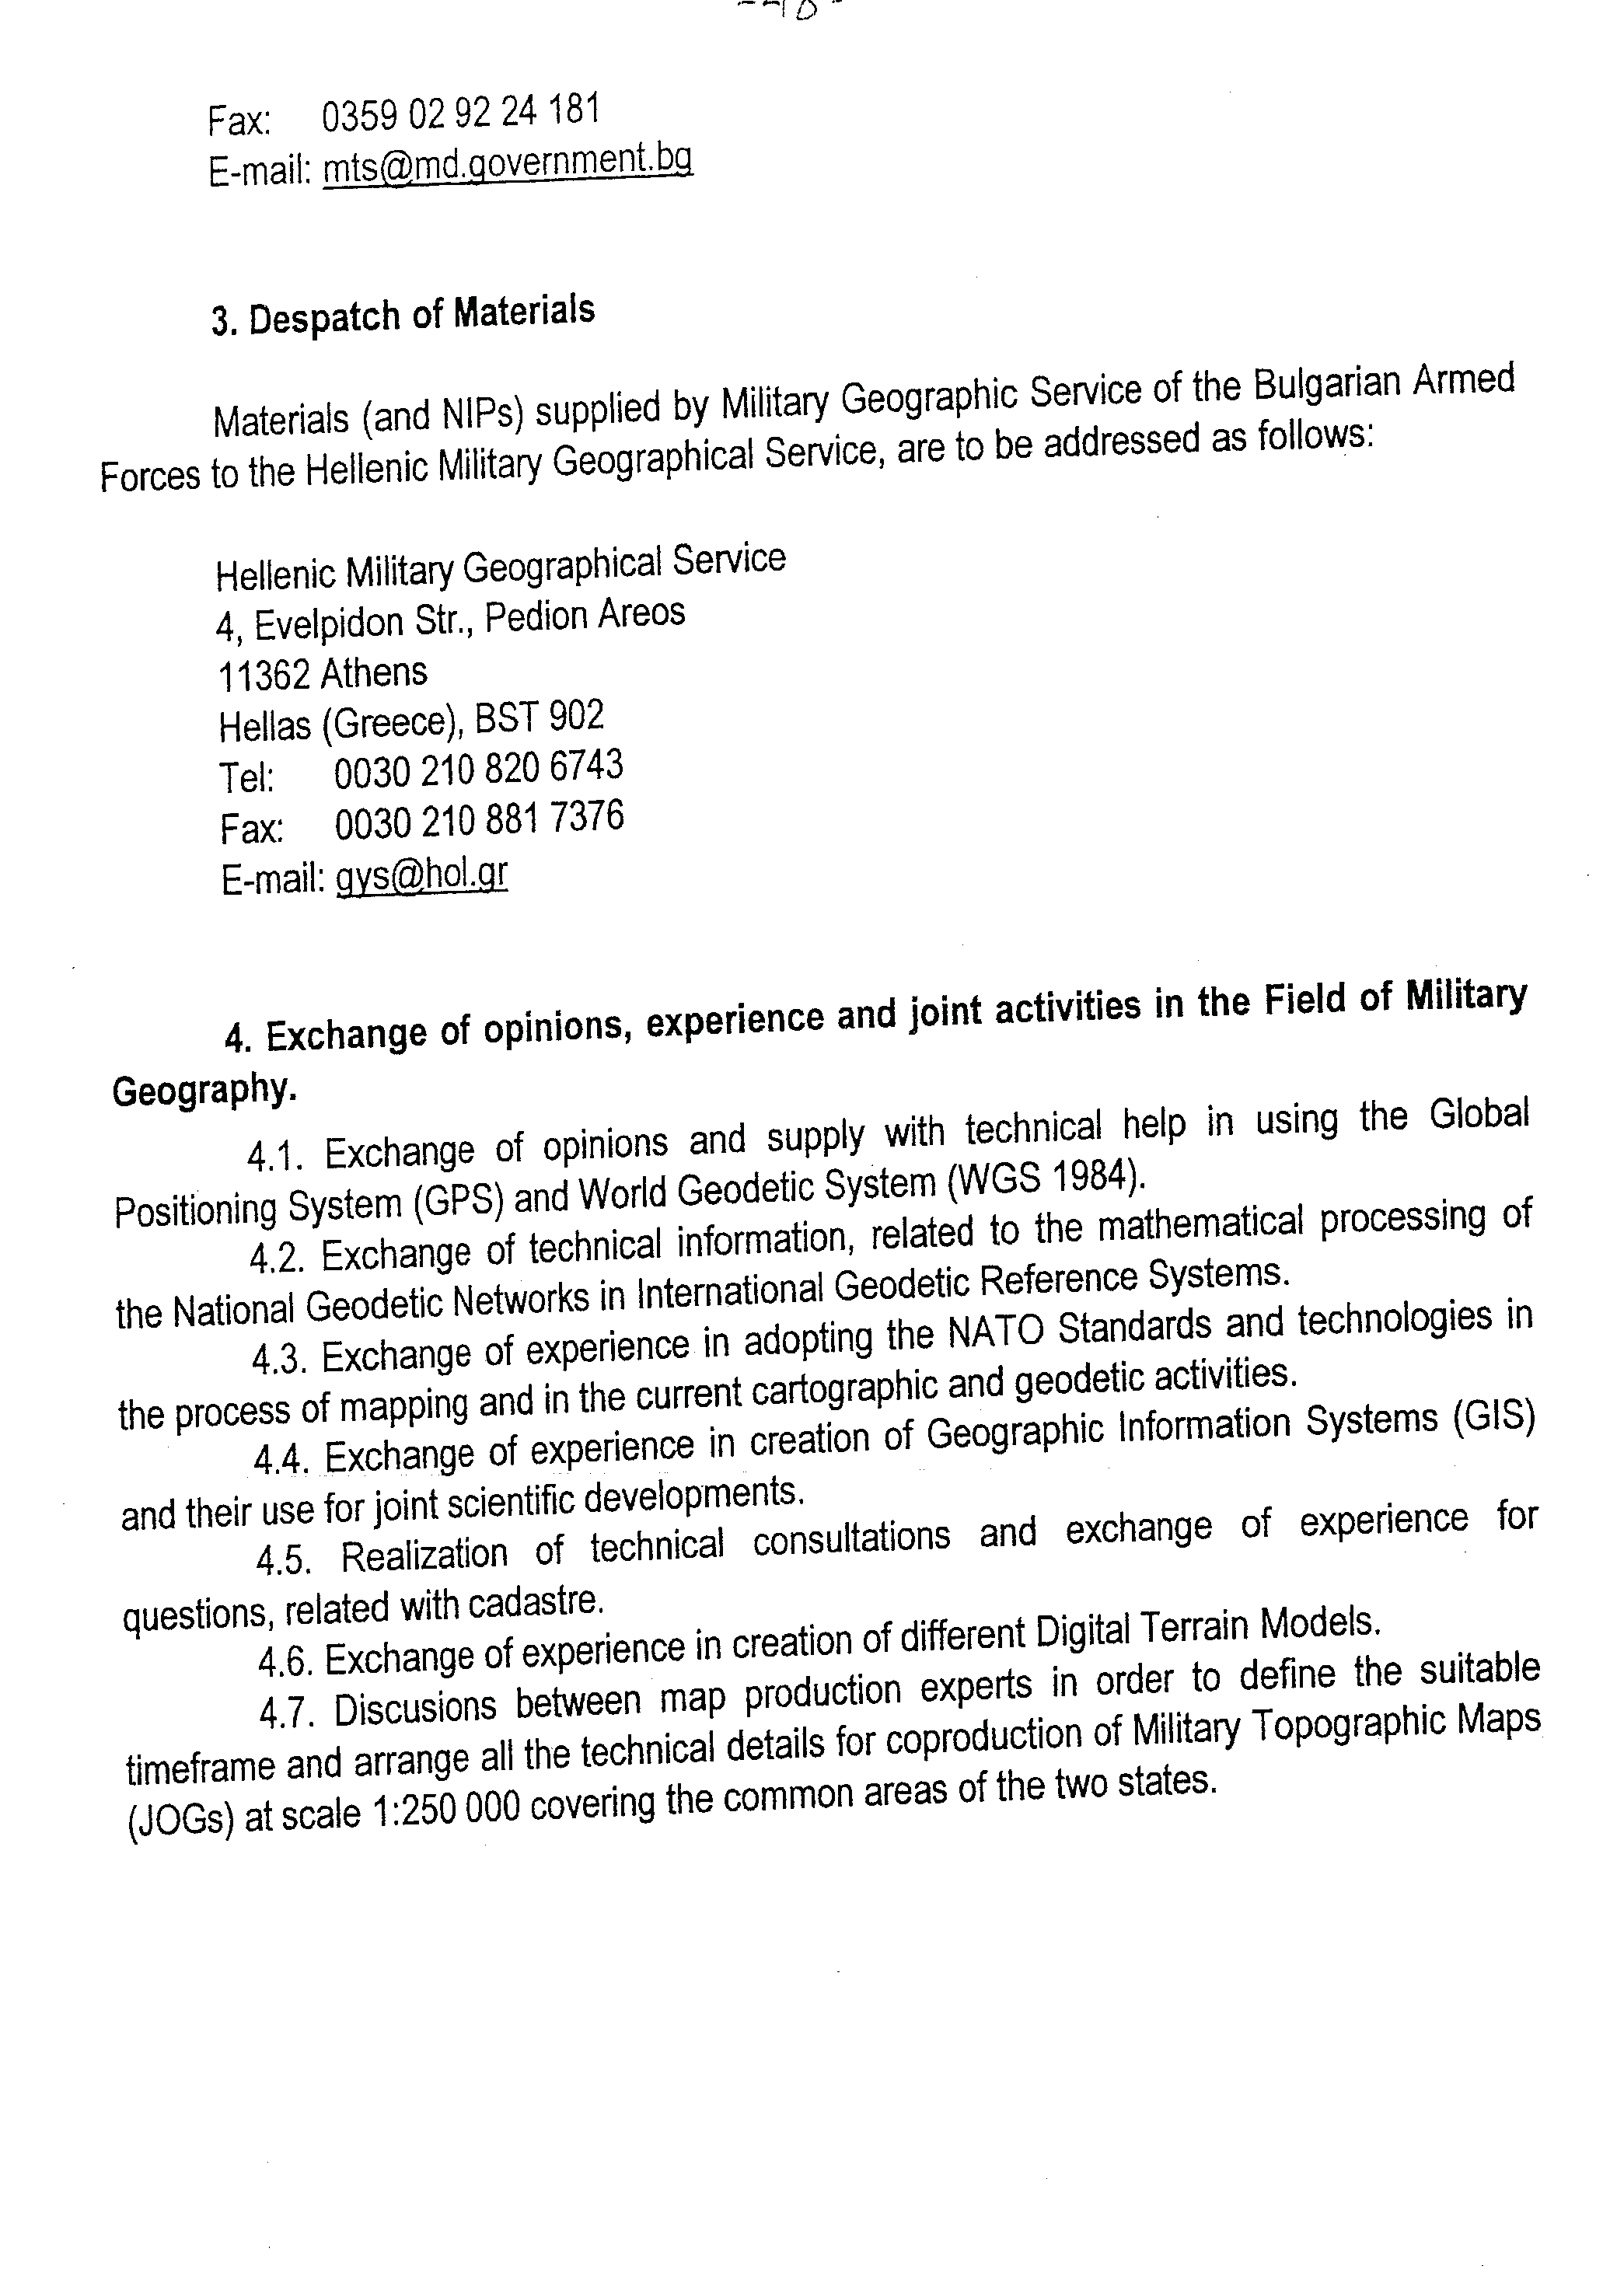 Fax: 0359 02 92 24 181
E-mail: mts@md.government.bg
3. Despatch of Materials
Materials (and NIPs) supplied by Military Geographic Service of the Bulgarian Armed
Forces to the Hellenic Military Geographical Service, are to be addressed as follows:
Hellenic Military Geographical Service
4, Evelpidon Str., Pedion Areos
11362 Athens
Hellas (Greece), BST 902
Tel: 0030 210 820 6743
Fax: 0030 210 881 7376
E-mail: gys@hol.gr
4. Exchange of opinions, experience and joint activities in the Field of Military
Geography.
4.1. Exchange of opinions and supply with technical help in using the Global
Positioning System (GPS) and World Geodetic System (WGS 1984).
4.2. Exchange of technical information, related to the mathematical processing of
the National Geodetic Networks in International Geodetic Reference Systems.
4.3. Exchange of experience in adopting the NATO Standards and technologies in
the process of mapping and in the current cartographic and geodetic activities.
4.4. Exchange of experience in creation of Geographic Information Systems (GIS)
and their use for joint scientific developments.
4.5. Realization of technical consultations and exchange of experience for
questions, related with cadastre.
4.6. Exchange of experience in creation of different Digital Terrain Models.
4.7. Discusions between map production experts in order to define the suitable
timeframe and arrange all the technical details for coproduction of Military Topographic Maps
(JOGs) at scale 1:250 000 covering the common areas of the two states.